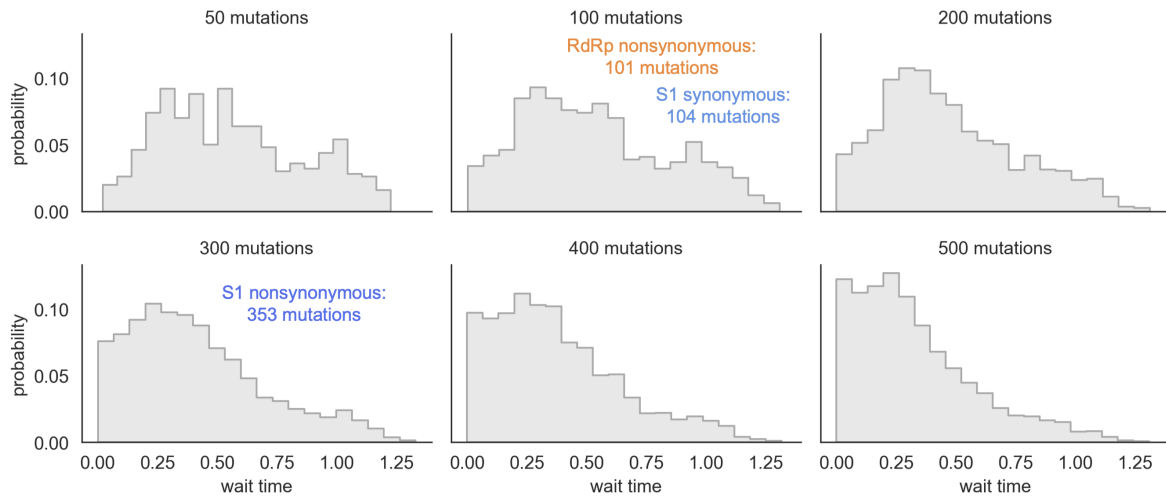 50 mutations
100 mutations
200 mutations
probability
0.10
0.05
0.00
RdRp nonsynonymous:
101 mutations
S1 synonymous:
104 mutations
300 mutations
400 mutations
500 mutations
probability
0.10
0.05
0.00
S1 nonsynonymous:
353 mutations
0.00 0.25 0.50 0.75 1.00 1.25
0.00 0.25 0.50 0.75 1.00 1.25
0.00 0.25 0.50 0.75 1.00 1.25
wait time
wait time
wait time